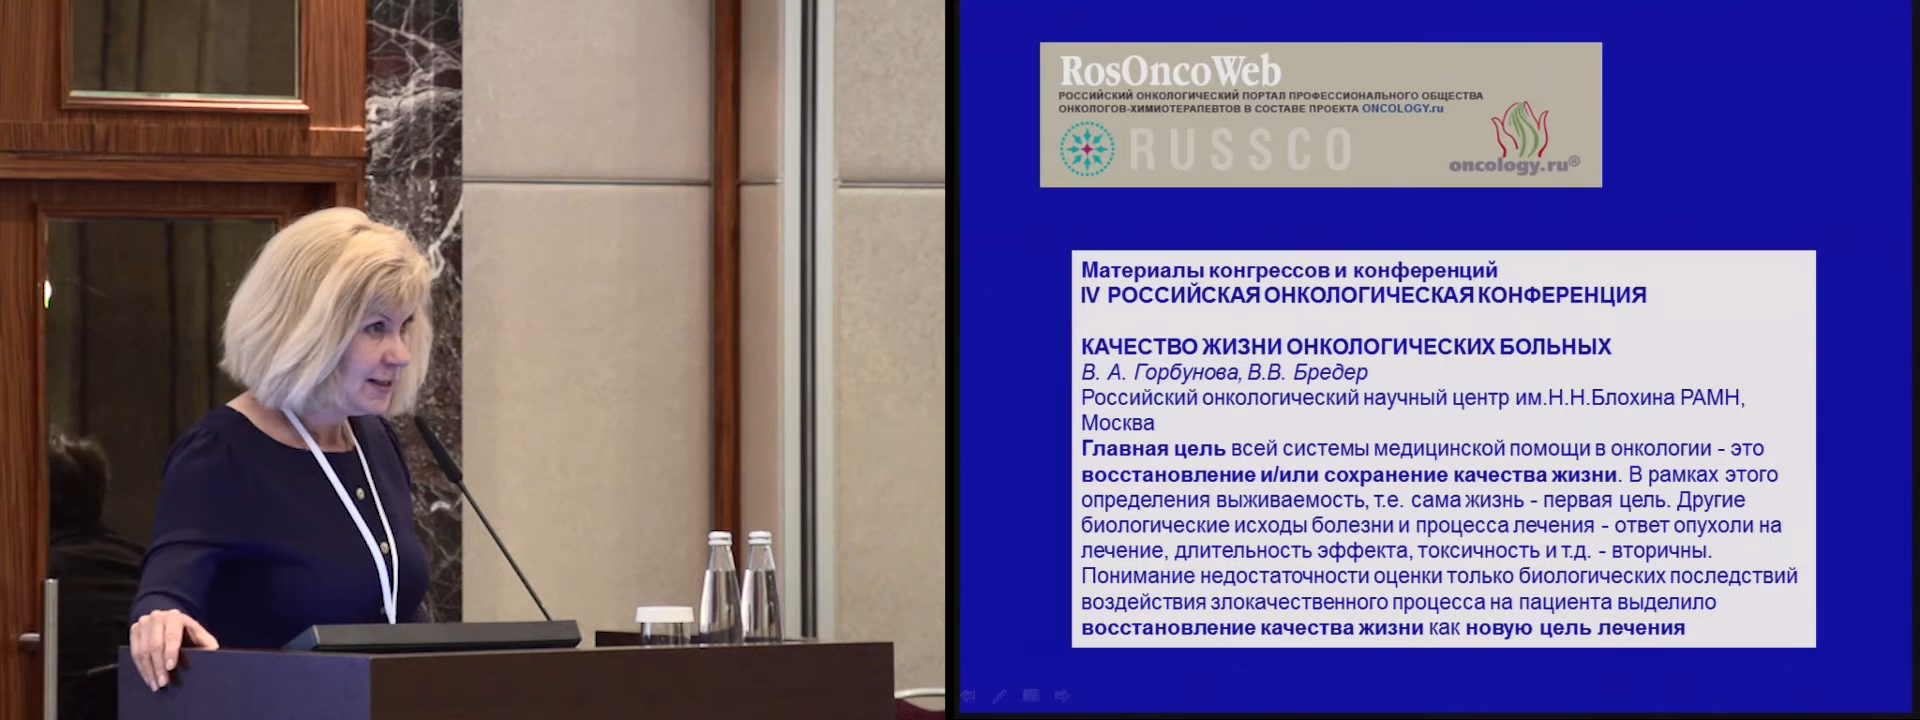 RosOncoWeb
РОССИЙСКИЙ ОНКОЛОГИЧЕСКИЙ ПОРТАЛ ПРОФЕССИОНАЛЬНОГО ОБЩЕСТВА
ОНКОЛОГОВ-ХИМИОТЕРАПЕВТОВ В СОСТАВЕ ПРОЕКТА ONCOLOGY.ru
RUSSCO
oncology.ru®
Материалы конгрессов и конференций
IV РОССИЙСКАЯ ОНКОЛОГИЧЕСКАЯ КОНФЕРЕНЦИЯ
КАЧЕСТВО ЖИЗНИ ОНКОЛОГИЧЕСКИХ БОЛЬНЫХ
В. А. Горбунова, В.В. Бредер
Российский онкологический научный центр им.Н.Н.Блохина РАМН,
Москва
Главная цель всей системы медицинской помощи в онкологии - это
восстановление и/или сохранение качества жизни. В рамках этого
определения выживаемость, т.е. сама жизнь - первая цель. Другие
биологические исходы болезни и процесса лечения - ответ опухоли на
лечение, длительность эффекта, токсичность и т.д. - вторичны.
Понимание недостаточности оценки только биологических последствий
воздействия злокачественного процесса на пациента выделило
восстановление качества жизни как новую цель лечения